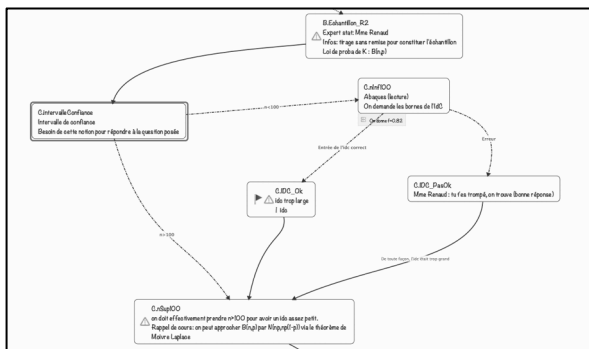 B.Echantillon_R2
Expert stat: Mme Renaud
Infos: tirage sans remise pour constituer l'échantillon
Loi de proba de K : B(n,p)
C.nInf100
Abaques (lecture)
On demande les bornes de l'IdC
On donne f=0.82
n<100
C.IntervalleConfiance
Intervalle de confiance
Besoin de cette notion pour répondre à la question posée
Entrée de l'idc correct
Erreur
C.IDC_Ok
idc trop large
C.IDC_PasOk
Mme Renaud : tu t'es trompé, on trouve (bonne réponse)
n>100
De toute façon, l'idc était trop grand
C.nSup100
on doit effectivement prendre n>100 pour avoir un idc assez petit.
Rappel de cours: on peut approcher B(n,p) par N(np,np(1-p)) via le théorème de
Moivre Laplace